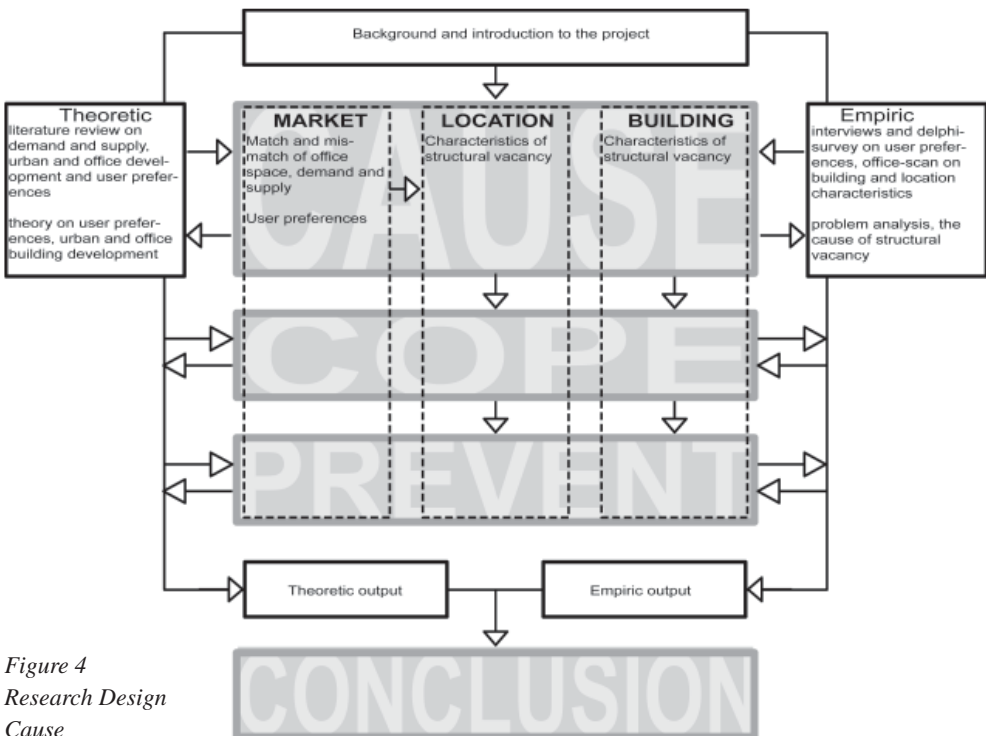 Background and introduction to the project
Theoretic
literature review on
demand and supply,
urban and office devel-
opment and user prefer-
ences
theory on user prefer-
ences, urban and office
building development
CAUSE
MARKET
Match and mis-
match of office
space, demand and
supply
User preferences
LOCATION
Characteristics of
structural vacancy
BUILDING
Characteristics of
structural vacancy
Empiric
interviews and delphi-
survey on user prefer-
ences, office-scan on
building and location
characteristics
problem analysis, the
cause of structural
vacancy
COPE
PREVENT
Theoretic output
Empiric output
CONCLUSION
Figure 4
Research Design
Cause